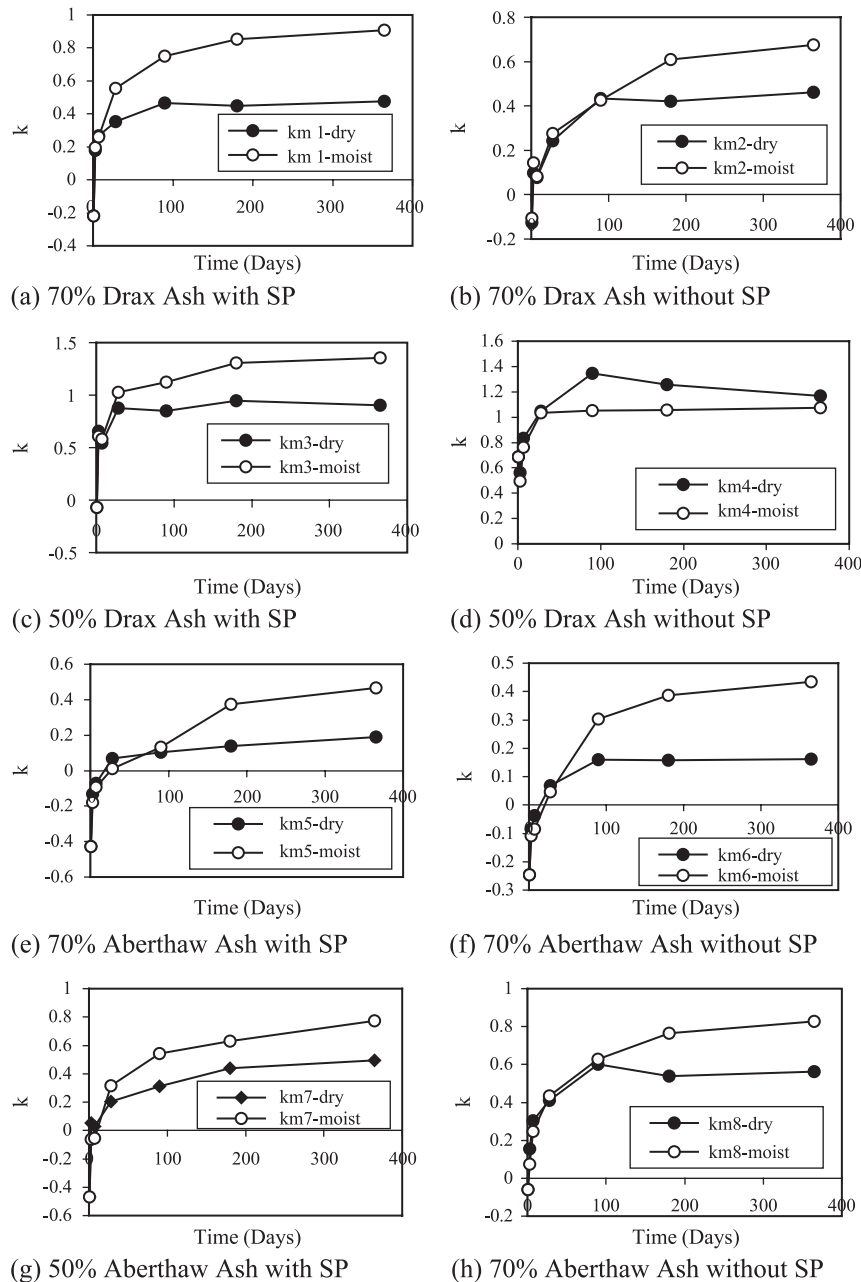 1
0.8
0.6
0.4
0.2
0
-0.2
-0.4
k
0 100 200 300 400
km 1-dry
km 1-moist
Time (Days)
(a) 70% Drax Ash with SP
0.8
0.6
0.4
0.2
0
-0.2
k
0 100 200 300 400
km2-dry
km2-moist
Time (Days)
(b) 70% Drax Ash without SP
1.5
1
0.5
0
-0.5
k
0 100 200 300 400
km3-dry
km3-moist
Time (Days)
(c) 50% Drax Ash with SP
1.6
1.4
1.2
1
0.8
0.6
0.4
0.2
0
k
0 100 200 300 400
km4-dry
km4-moist
Time (Days)
(d) 50% Drax Ash without SP
0.6
0.4
0.2
0
-0.2
-0.4
-0.6
k
0 100 200 300 400
km5-dry
km5-moist
Time (Days)
(e) 70% Aberthaw Ash with SP
0.5
0.4
0.3
0.2
0.1
0
-0.1
-0.2
-0.3
k
0 100 200 300 400
km6-dry
km6-moist
Time (Days)
(f) 70% Aberthaw Ash without SP
1
0.8
0.6
0.4
0.2
0
-0.2
-0.4
-0.6
k
0 100 200 300 400
km7-dry
km7-moist
Time (Days)
(g) 50% Aberthaw Ash with SP
1
0.8
0.6
0.4
0.2
0
-0.2
k
0 100 200 300 400
km8-dry
km8-moist
Time (Days)
(h) 70% Aberthaw Ash without SP